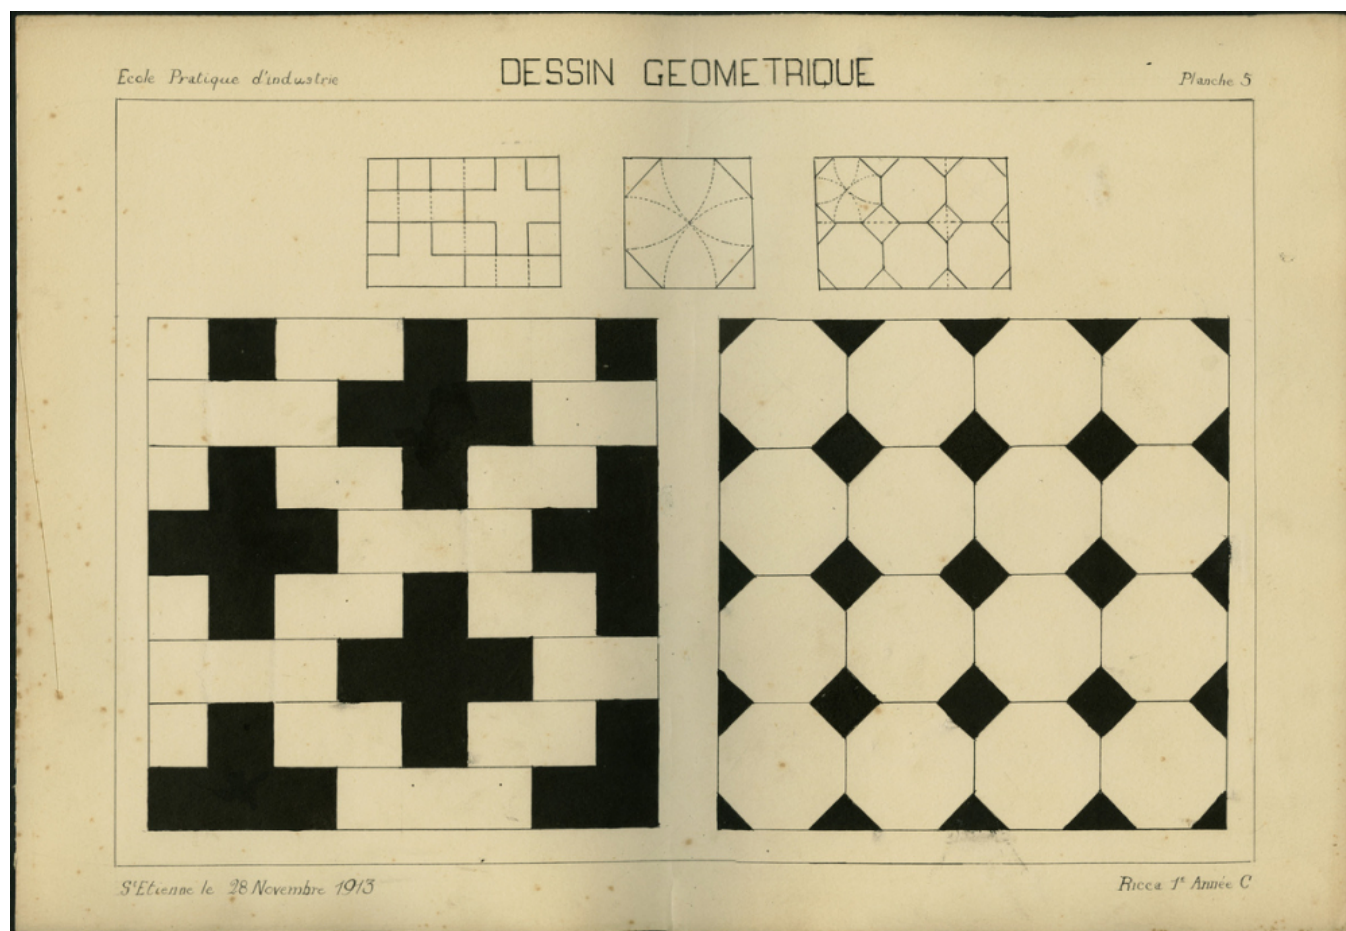 Ecole Pratique d'industrie
DESSIN GEOMETRIQUE
Planche 5
St Etienne le 28 Novembre 1913
Ricca 1e Année C